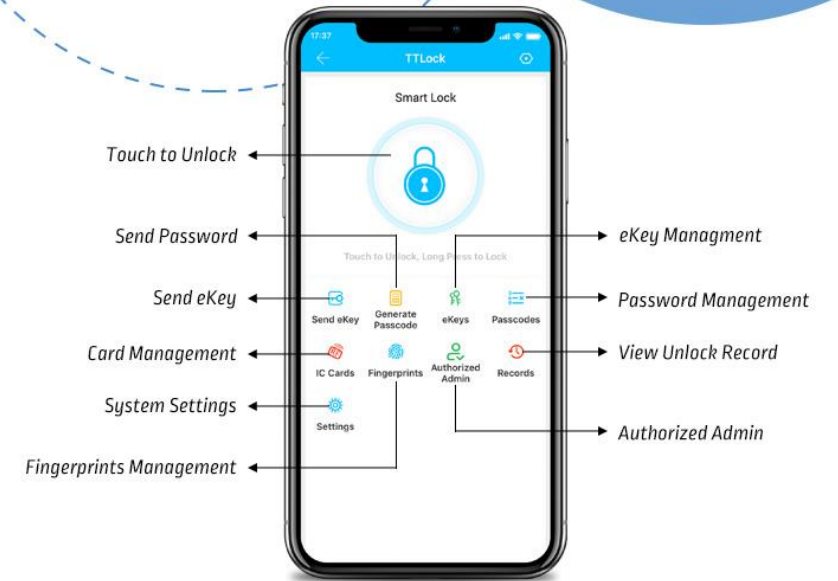 17:37
TTLock
Smart Lock
Touch to Unlock
Send Password
eKey Managment
Touch to Unlock, Long Press to Lock
Send eKey
Password Management
Send eKey
Generate
Passcode
eKeys
Passcodes
Card Management
View Unlock Record
IC Cards
Fingerprints
Authorized
Admin
Records
System Settings
Settings
Authorized Admin
Fingerprints Management